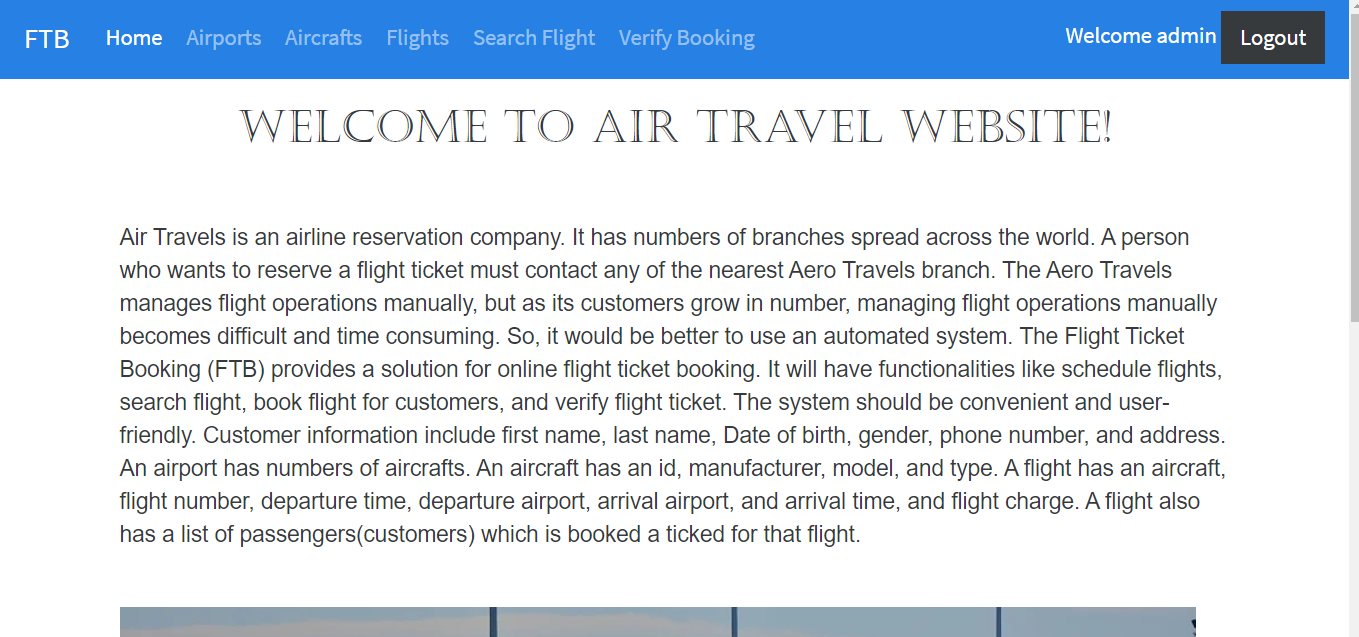 FTB Home Airports Aircrafts Flights Search Flight Verify Booking Welcome admin Logout
WELCOME TO AIR TRAVEL WEBSITE!
Air Travels is an airline reservation company. It has numbers of branches spread across the world. A person
who wants to reserve a flight ticket must contact any of the nearest Aero Travels branch. The Aero Travels
manages flight operations manually, but as its customers grow in number, managing flight operations manually
becomes difficult and time consuming. So, it would be better to use an automated system. The Flight Ticket
Booking (FTB) provides a solution for online flight ticket booking. It will have functionalities like schedule flights,
search flight, book flight for customers, and verify flight ticket. The system should be convenient and user-
friendly. Customer information include first name, last name, Date of birth, gender, phone number, and address.
An airport has numbers of aircrafts. An aircraft has an id, manufacturer, model, and type. A flight has an aircraft,
flight number, departure time, departure airport, arrival airport, and arrival time, and flight charge. A flight also
has a list of passengers(customers) which is booked a ticked for that flight.